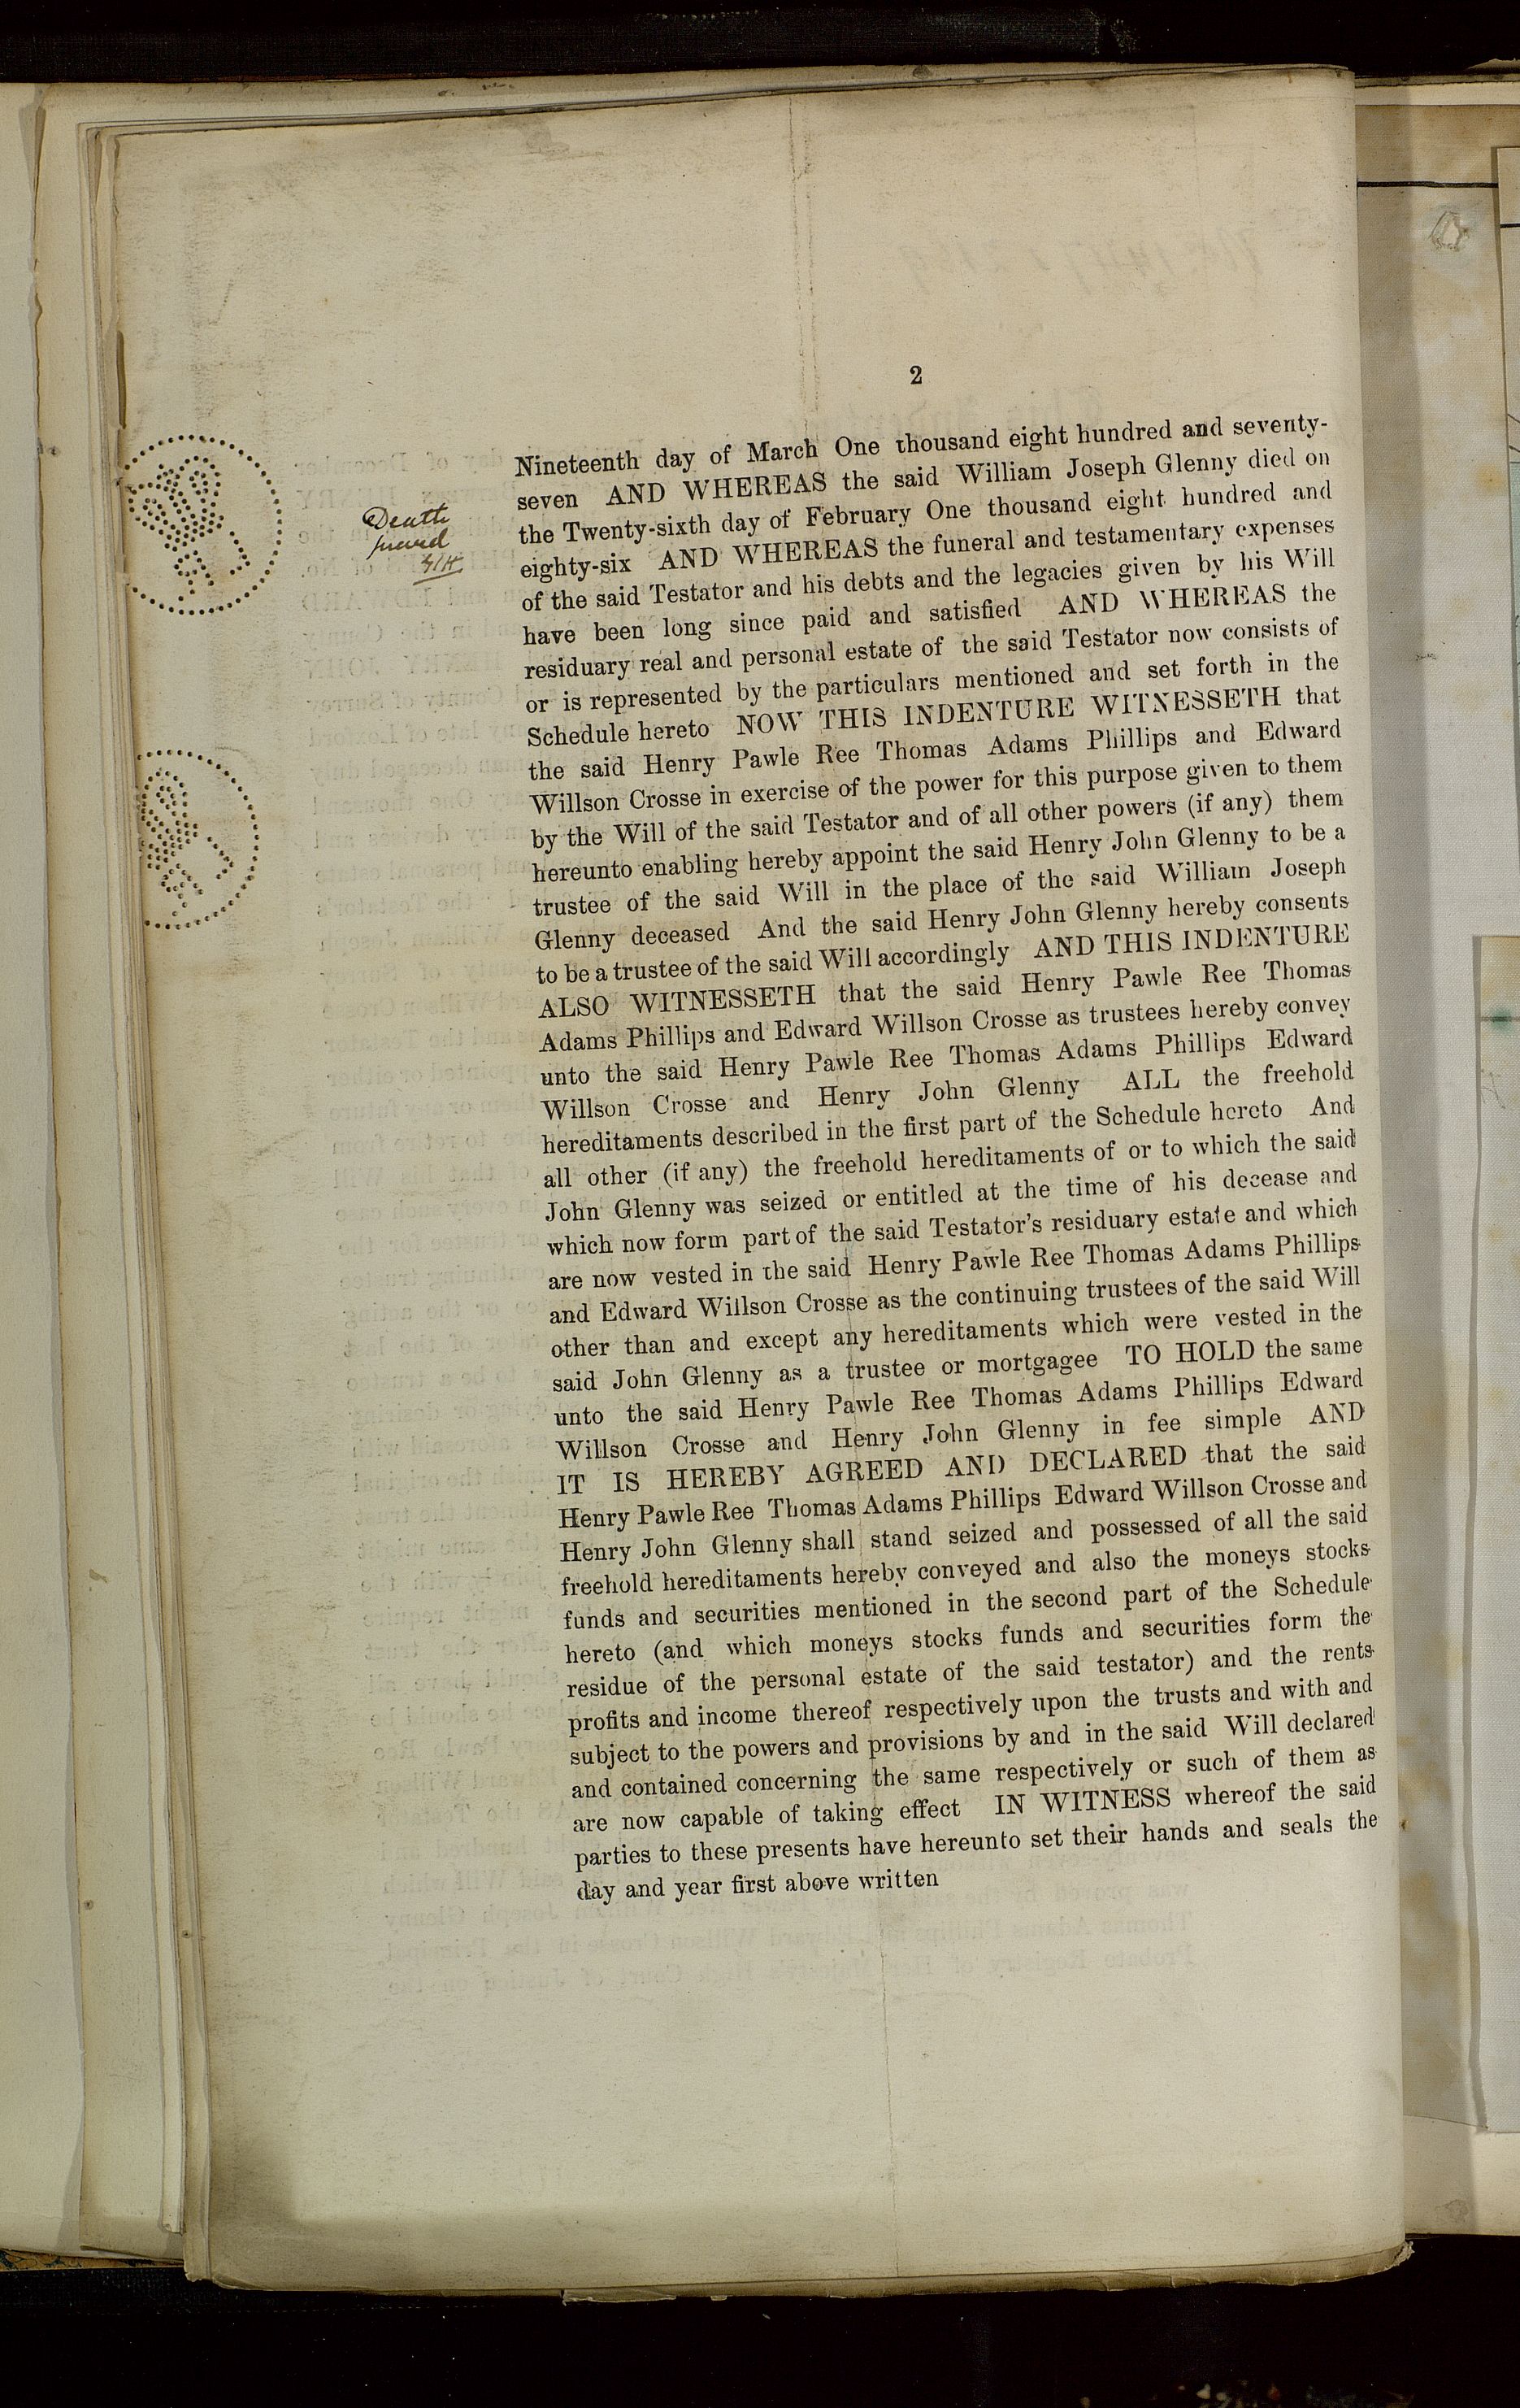 2
Nineteenth day of March One thousand eight hundred and seventy-
seven AND WHEREAS the said William Joseph Glenny died on
the Twenty-sixth day of February One thousand eight hundred and
eighty-six AND WHEREAS the funeral and testamentary expenses
of the said Testator and his debts and the legacies given by his Will
have been long since paid and satisfied AND WHEREAS the
residuary real and personal estate of the said Testator now consists of
or is represented by the particulars mentioned and set forth in the
Schedule hereto NOW THIS INDENTURE WITNESSETH that
the said Henry Pawle Ree Thomas Adams Phillips and Edward
Willson Crosse in exercise of the power for this purpose given to them
by the Will of the said Testator and of all other powers (if any) them
hereunto enabling hereby appoint the said Henry John Glenny to be a
trustee of the said Will in the place of the said William Joseph
Glenny deceased And the said Henry John Glenny hereby consents
to be a trustee of the said Will accordingly AND THIS INDENTURE
ALSO WITNESSETH that the said Henry Pawle Ree Thomas
Adams Phillips and Edward Willson Crosse as trustees hereby convey
unto the said Henry Pawle Ree Thomas Adams Phillips Edward
Willson Crosse and Henry John Glenny ALL the freehold
hereditaments described in the first part of the Schedule hereto And
all other (if any) the freehold hereditaments of or to which the said
John Glenny was seized or entitled at the time of his decease and
which now form part of the said Testator's residuary estate and which
are now vested in the said Henry Pawle Ree Thomas Adams Phillips
and Edward Willson Crosse as the continuing trustees of the said Will
other than and except any hereditaments which were vested in the
said John Glenny as a trustee or mortgagee TO HOLD the same
unto the said Henry Pawle Ree Thomas Adams Phillips Edward
Willson Crosse and Henry John Glenny in fee simple AND
IT IS HEREBY AGREED AND DECLARED that the said
Henry Pawle Ree Thomas Adams Phillips Edward Willson Crosse and
Henry John Glenny shall stand seized and possessed of all the said
freehold hereditaments hereby conveyed and also the moneys stocks
funds and securities mentioned in the second part of the Schedule
hereto (and which moneys stocks funds and securities form the
residue of the personal estate of the said testator) and the rents
profits and income thereof respectively upon the trusts and with and
subject to the powers and provisions by and in the said Will declared
and contained concerning the same respectively or such of them as
are now capable of taking effect IN WITNESS whereof the said
parties to these presents have hereunto set their hands and seals the
day and year first above written
Death
proved